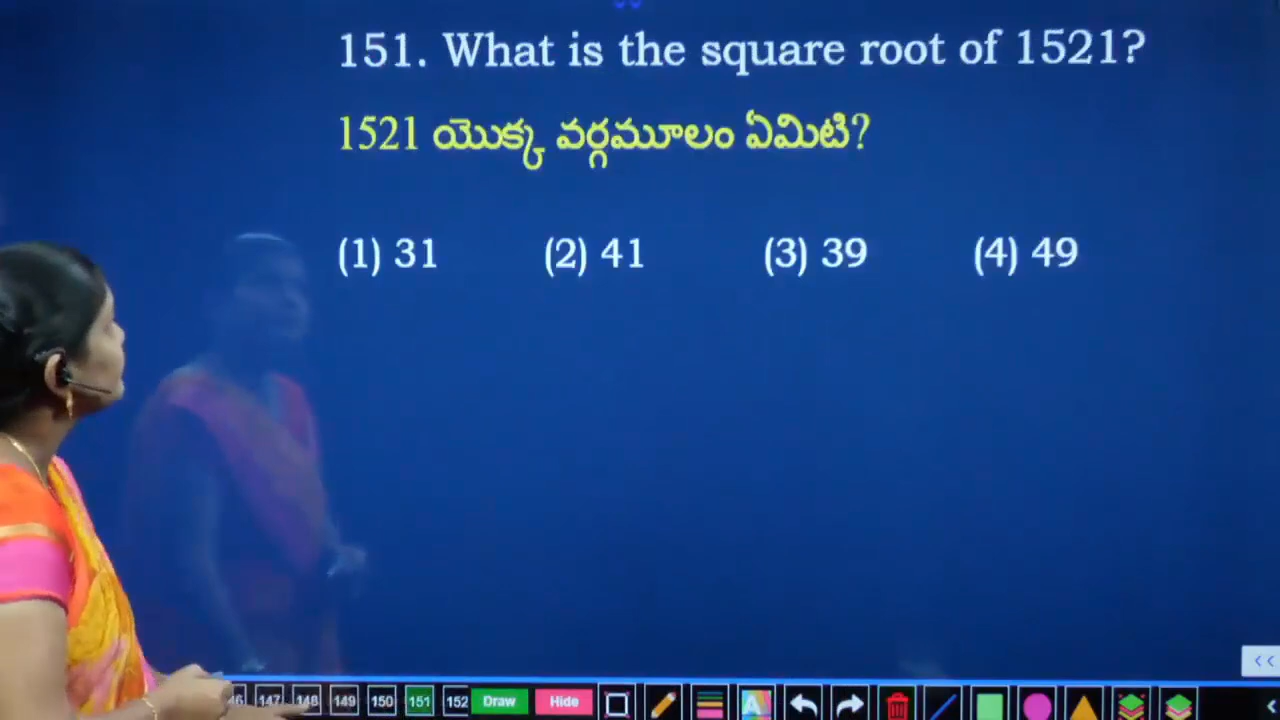 151. What is the square root of 1521?
1521 యొక్క వర్గమూలం ఏమిటి?
(1) 31 (2) 41 (3) 39 (4) 49
46 147 148 149 150 151 152 Draw Hide A <<